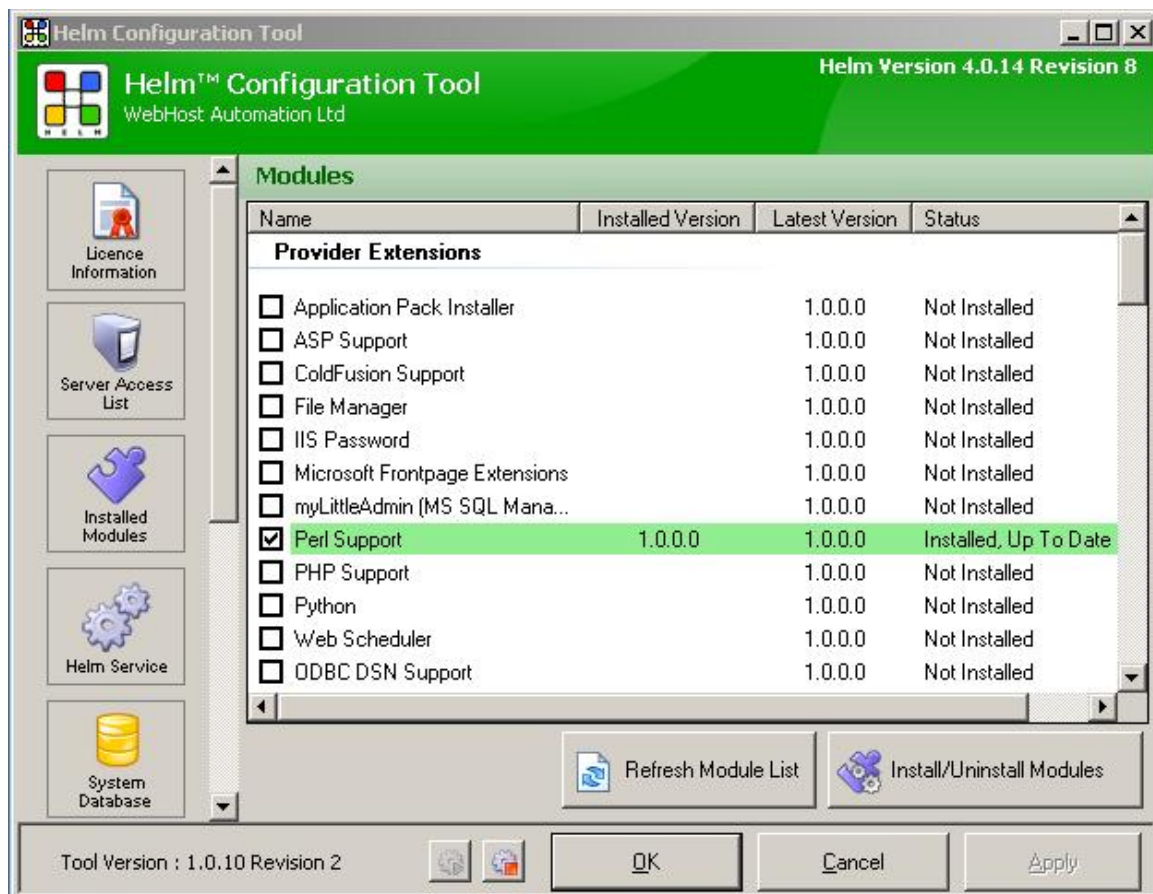 Helm Configuration Tool
Helm™ Configuration Tool
Helm Version 4.0.14 Revision 8
WebHost Automation Ltd
HELM
Licence
Information
Server Access
List
Installed
Modules
Helm Service
System
Database
Modules
Name Installed Version Latest Version Status
Provider Extensions
Application Pack Installer 1.0.0.0 Not Installed
ASP Support 1.0.0.0 Not Installed
ColdFusion Support 1.0.0.0 Not Installed
File Manager 1.0.0.0 Not Installed
IIS Password 1.0.0.0 Not Installed
Microsoft Frontpage Extensions 1.0.0.0 Not Installed
myLittleAdmin (MS SQL Mana... 1.0.0.0 Not Installed
Perl Support 1.0.0.0 1.0.0.0 Installed, Up To Date
PHP Support 1.0.0.0 Not Installed
Python 1.0.0.0 Not Installed
Web Scheduler 1.0.0.0 Not Installed
ODBC DSN Support 1.0.0.0 Not Installed
Refresh Module List Install/Uninstall Modules
Tool Version : 1.0.10 Revision 2 OK Cancel Apply